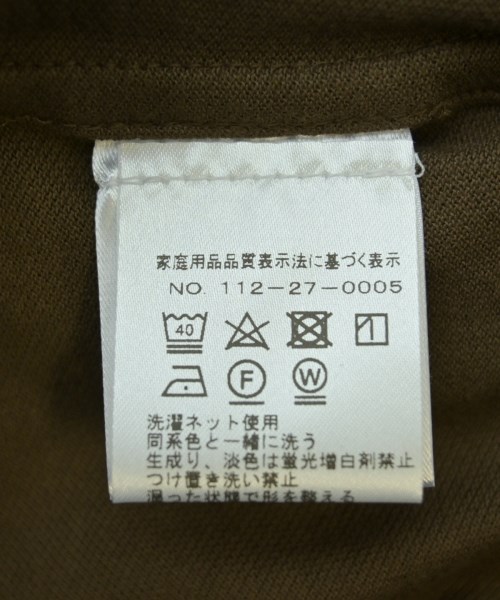 家庭用品品質表示法に基づく表示
NO. 112-27-0005
40
F W
洗濯ネット使用
同系色と一緒に洗う
生成り、淡色は蛍光増白剤禁止
つけ置き洗い禁止
湿った状態で形を整える